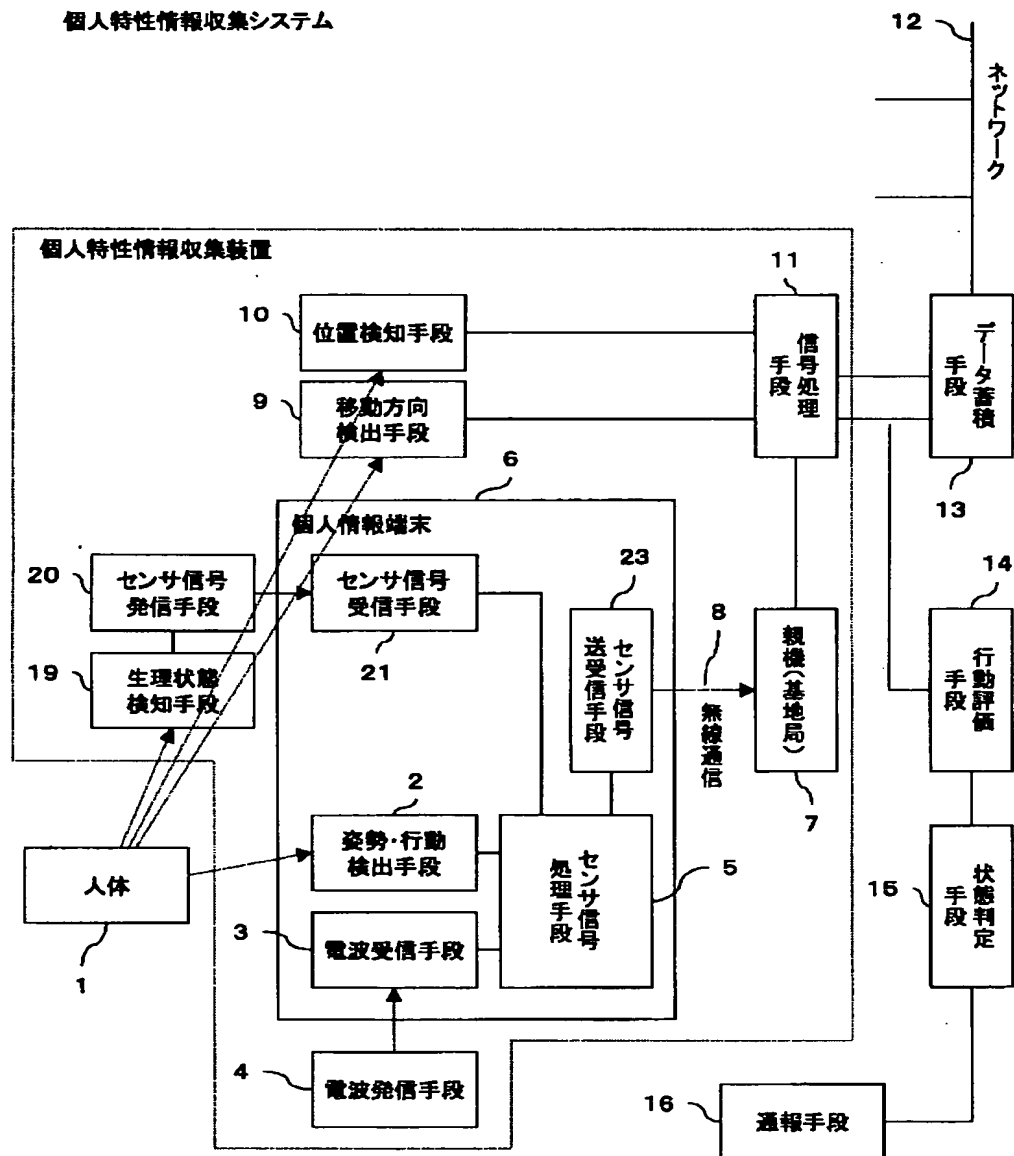 個人特性情報収集システム
12
ネットワーク
個人特性情報収集装置
11
10
位置検知手段
信号処理
手段
データ蓄積
手段
9
移動方向
検出手段
6
13
個人情報端末
20
センサ信号
発信手段
センサ信号
受信手段
23
14
21
センサ信号
送受信手段
8
無線通信
親機(基地局)
行動評価
手段
19
生理状態
検知手段
7
2
姿勢・行動
検出手段
センサ信号
処理手段
5
人体
1
3
電波受信手段
15
状態判定
手段
4
電波発信手段
16
通報手段